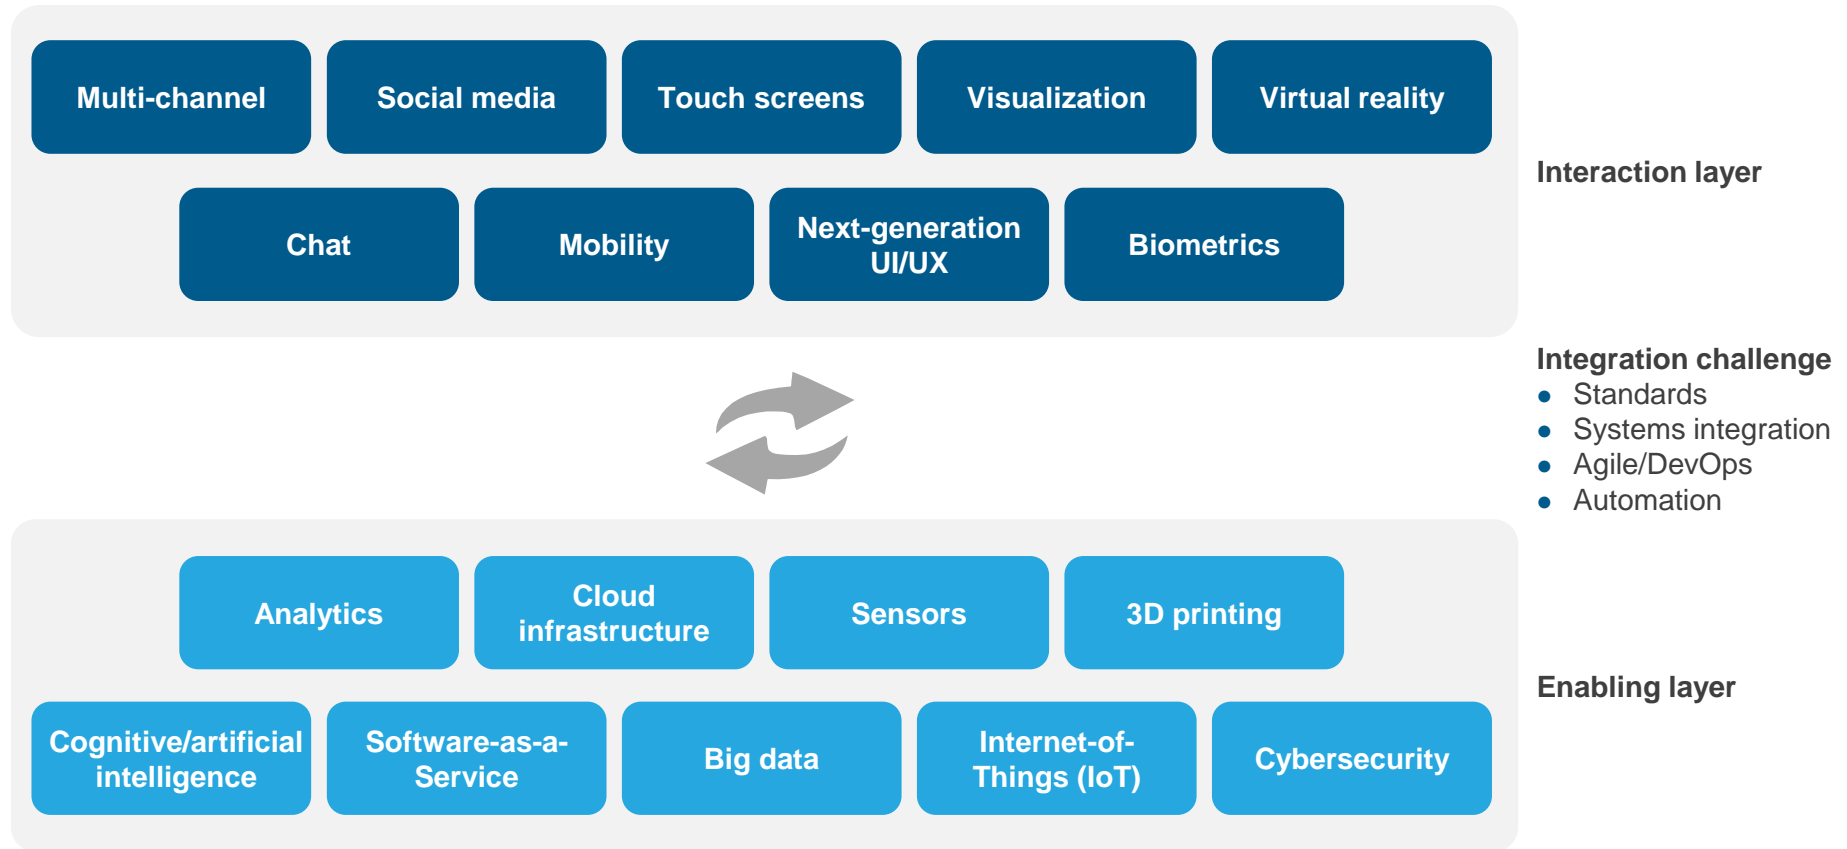 Multi-channel
Social media
Touch screens
Visualization
Virtual reality
Interaction layer
Chat
Mobility
Next-generation
UI/UX
Biometrics
Integration challenge
● Standards
● Systems integration
● Agile/DevOps
● Automation
Analytics
Cloud
infrastructure
Sensors
3D printing
Enabling layer
Cognitive/artificial
intelligence
Software-as-a-
Service
Big data
Internet-of-
Things (IoT)
Cybersecurity